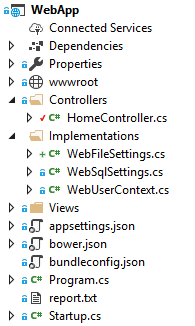 WebApp
Connected Services
Dependencies
Properties
wwwroot
Controllers
C# HomeController.cs
Implementations
C# WebFileSettings.cs
C# WebSqlSettings.cs
C# WebUserContext.cs
Views
appsettings.json
bower.json
bundleconfig.json
C# Program.cs
report.txt
C# Startup.cs